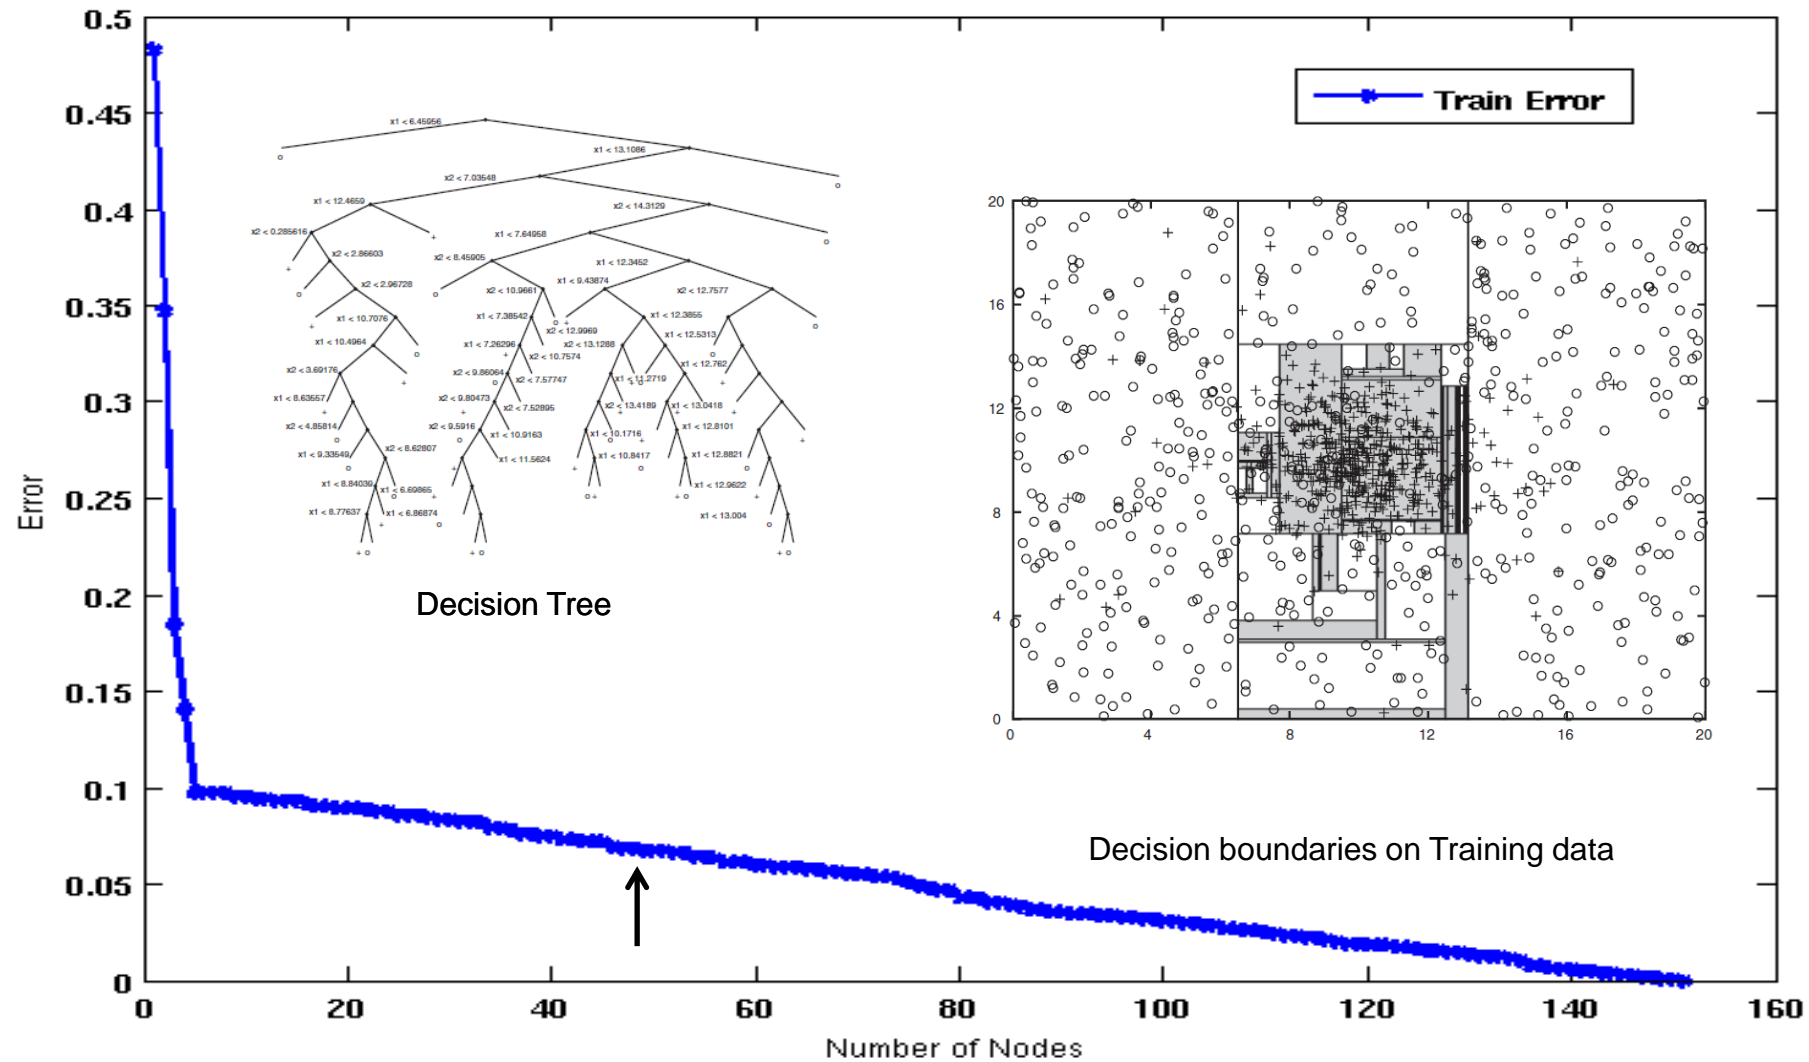 0.5
0.45
0.4
0.35
0.3
0.25
0.2
0.15
0.1
0.05
0
Error
0 20 40 60 80 100 120 140 160
Number of Nodes
Train Error
x1 < 6.45956
o
x1 < 13.1086
o
x2 < 7.03548
x1 < 12.4659
x2 < 14.3129
x2 < 0.285616
+
x1 < 7.64958
o
+
x2 < 2.86603
x2 < 8.45905
x1 < 12.3452
o
x2 < 2.96728
o
x2 < 10.9661
x1 < 9.43874
x2 < 12.7577
+
x1 < 10.7076
x1 < 7.38542
o
+
x1 < 12.3855
o
x1 < 10.4964
o
x2 < 12.9969
x1 < 7.26296
x2 < 13.1288
x1 < 12.5313
x2 < 3.69176
+
+
x2 < 10.7574
o
x1 < 12.762
x2 < 9.86064
x2 < 7.57747
o
x1 < 11.2719
+ o
+
x1 < 8.63557
x2 < 9.80473
x2 < 7.52895
x2 < 13.4189
x1 < 13.0418
+
x2 < 4.85814
x2 < 9.5916
x1 < 10.9163
x1 < 10.1716
x1 < 12.8101
o
x1 < 9.33549
x2 < 8.62807
o
+
x1 < 11.5624
x1 < 10.8417
x1 < 12.8821
+
o
x1 < 8.84039
x1 < 6.69865
+
x1 < 12.9622
o
x1 < 8.77637
x1 < 6.86874
o +
+ o
x1 < 13.004
+
+ o
+ o
+ o
Decision Tree
20
16
12
8
4
0
0 4 8 12 16 20
Decision boundaries on Training data